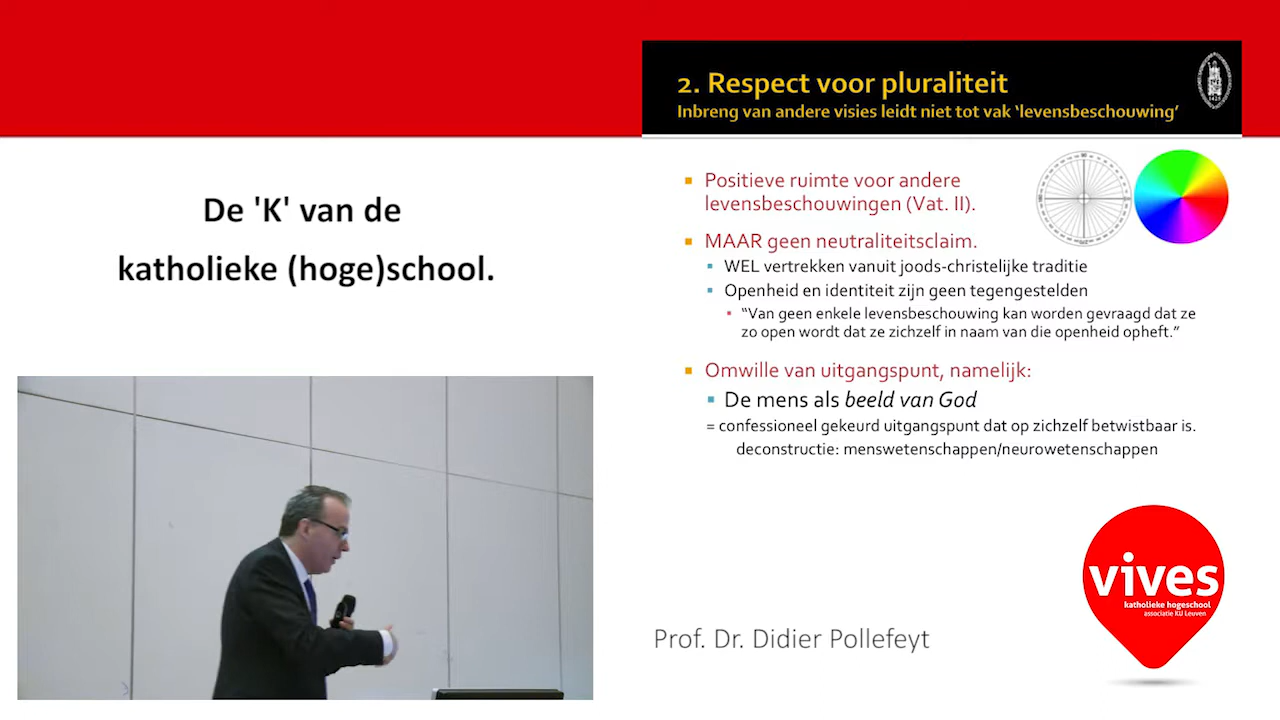 De 'K' van de
katholieke (hoge)school.
2. Respect voor pluraliteit
Inbreng van andere visies leidt niet tot vak ‘levensbeschouwing’
1425
Positieve ruimte voor andere
levensbeschouwingen (Vat. II).
MAAR geen neutraliteitsclaim.
WEL vertrekken vanuit joods-christelijke traditie
Openheid en identiteit zijn geen tegengestelden
“Van geen enkele levensbeschouwing kan worden gevraagd dat ze
zo open wordt dat ze zichzelf in naam van die openheid opheft.”
Omwille van uitgangspunt, namelijk:
De mens als beeld van God
= confessioneel gekeurd uitgangspunt dat op zichzelf betwistbaar is.
deconstructie: menswetenschappen/neurowetenschappen
vives
katholieke hogeschool
associatie KU Leuven
Prof. Dr. Didier Pollefeyt